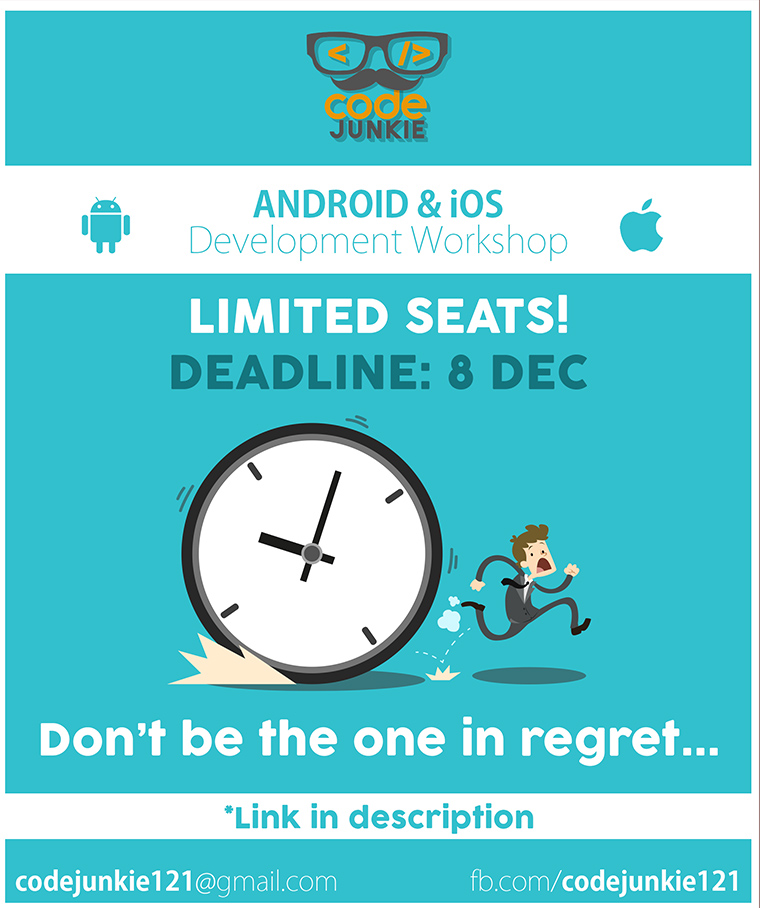 < />
code
JUNKIE
ANDROID & iOS
Development Workshop
LIMITED SEATS!
DEADLINE: 8 DEC
Don't be the one in regret...
*Link in description
codejunkie121@gmail.com
fb.com/codejunkie121